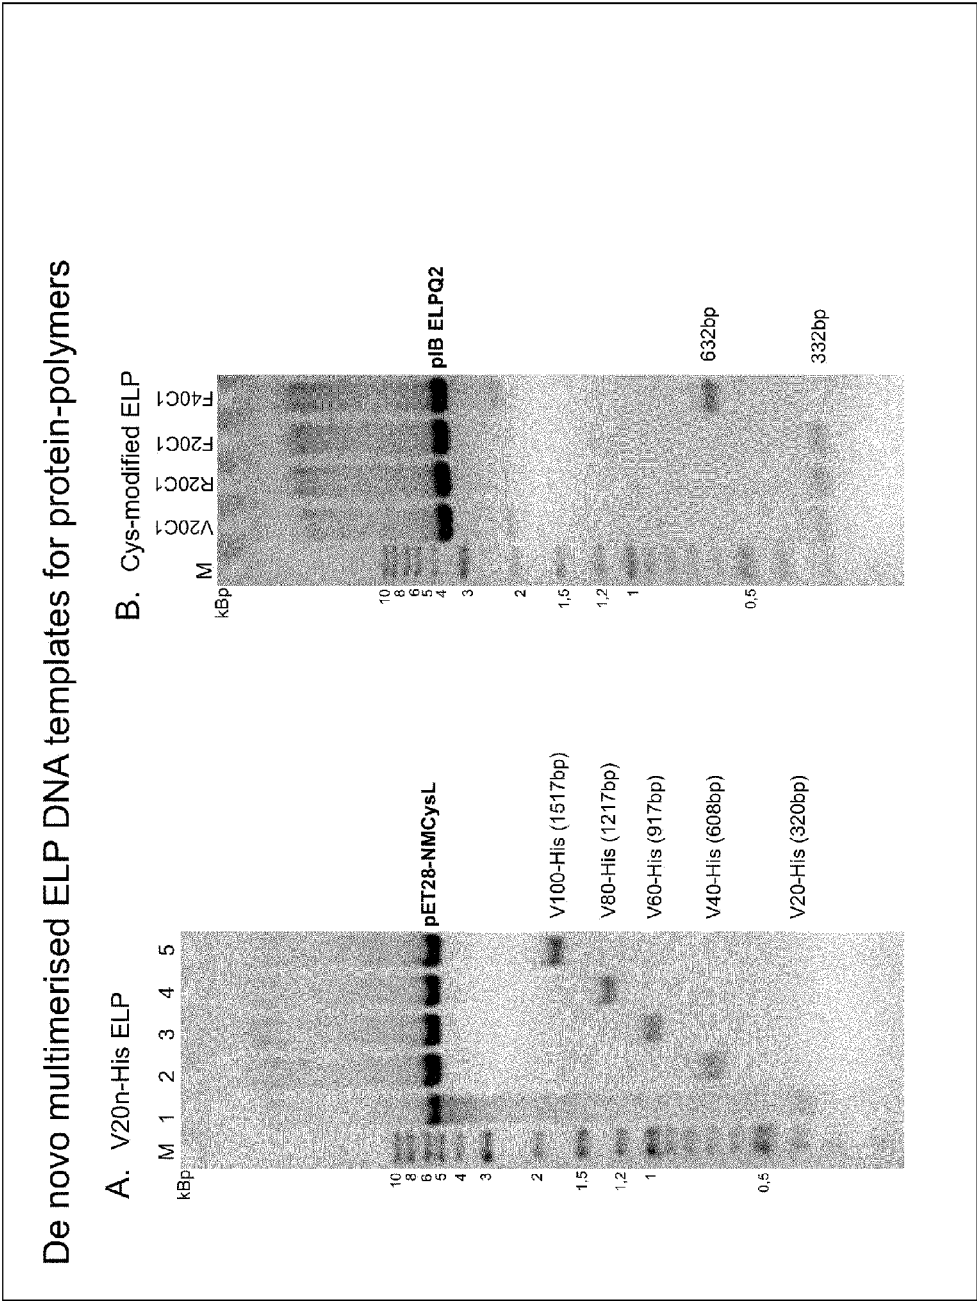 De novo multimerised ELP DNA templates for protein-polymers
A. V20n-His ELP
kBp
M 1 2 3 4 5
10
8
6
5
4
3
2
1.5
1,2
1
0,5
pET28-NMCysL
V100-His (1517bp)
V80-His (1217bp)
V60-His (917bp)
V40-His (608bp)
V20-His (320bp)
B. Cys-modified ELP
kBp
M V20C1 R20C1 F20C1 F40C1
10
8
6
5
4
3
2
1,5
1,2
1
0,5
pIB ELPQ2
632bp
332bp